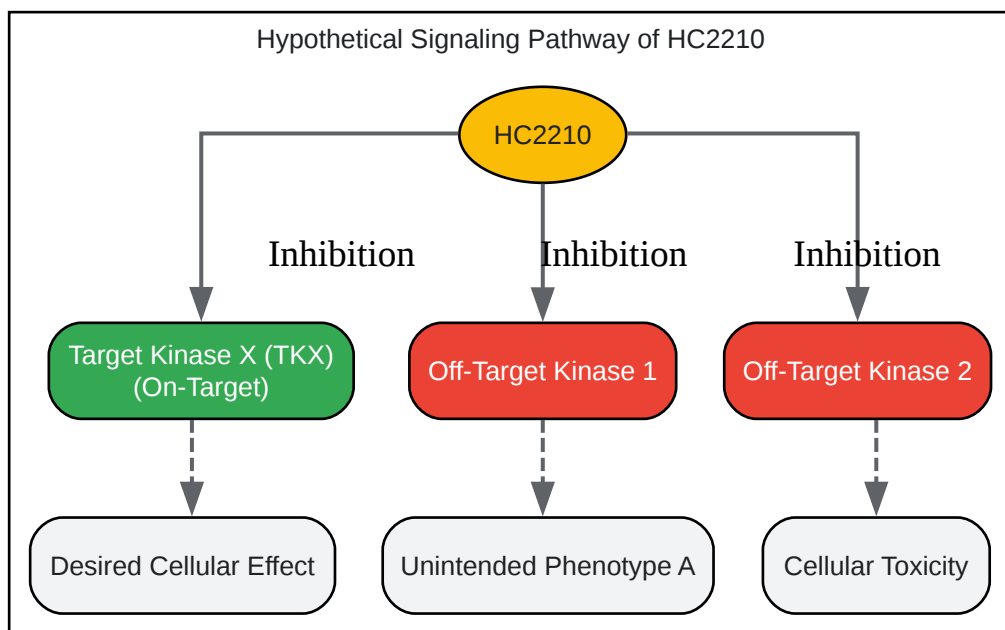 Hypothetical Signaling Pathway of HC2210
HC2210
Inhibition
Inhibition
Inhibition
Target Kinase X (TKX)
(On-Target)
Off-Target Kinase 1
Off-Target Kinase 2
Desired Cellular Effect
Unintended Phenotype A
Cellular Toxicity